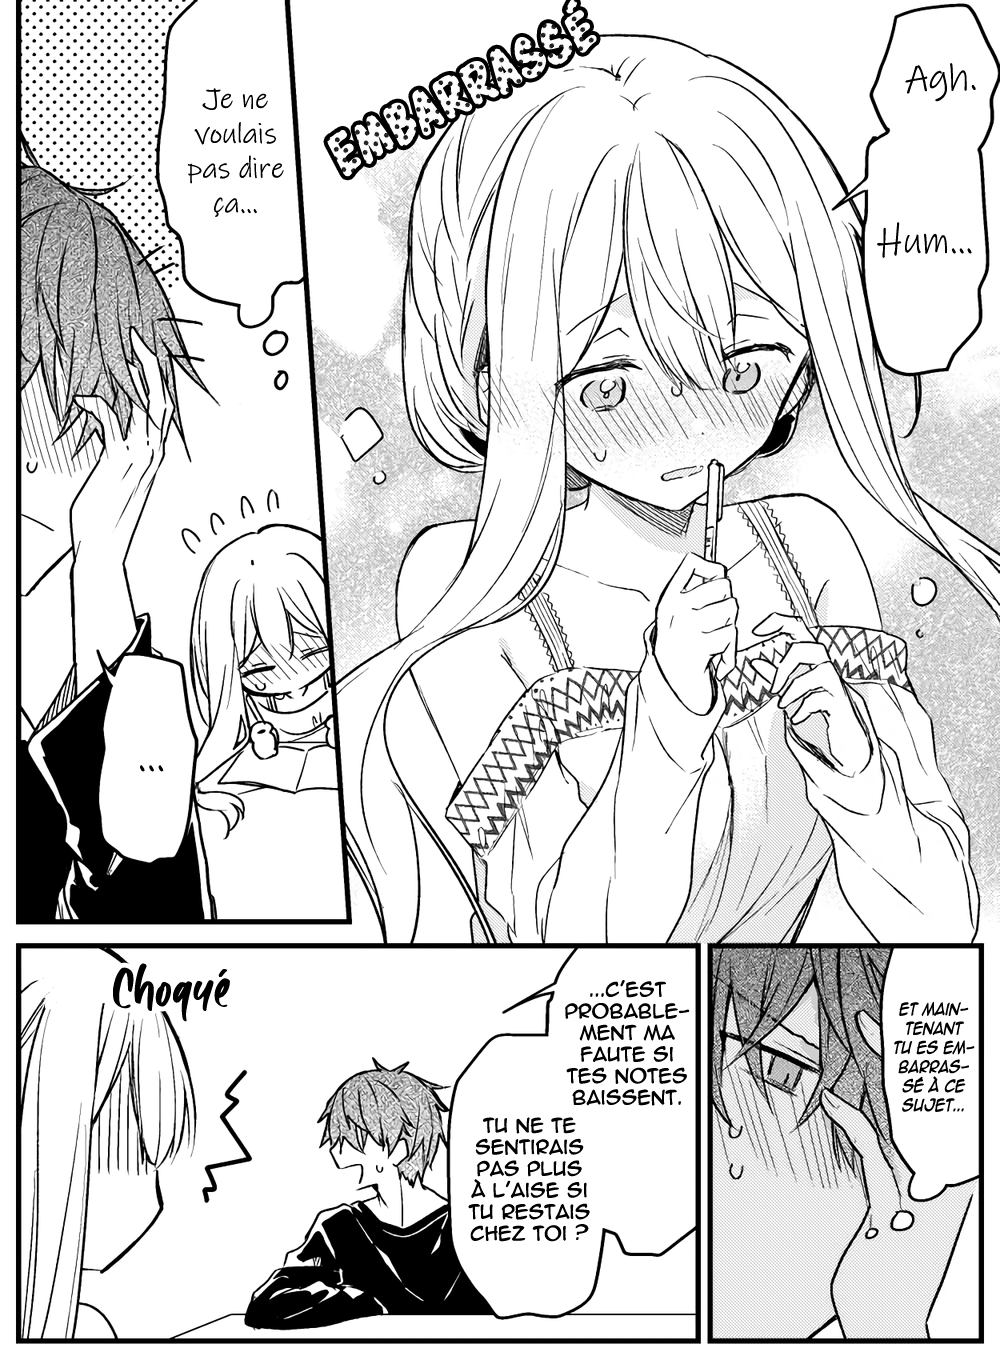 Agh.
Hum...
EMBARRASSÉ
Je ne
voulais
pas dire
ça...
...
ET MAIN-
TENANT
TU ES EM-
BARRAS-
SÉ À CE
SUJET...
...C'EST
PROBABLE-
MENT MA
FAUTE SI
TES NOTES
BAISSENT.
TU NE TE
SENTIRAIS
PAS PLUS
À L'AISE SI
TU RESTAIS
CHEZ TOI ?
Choqué